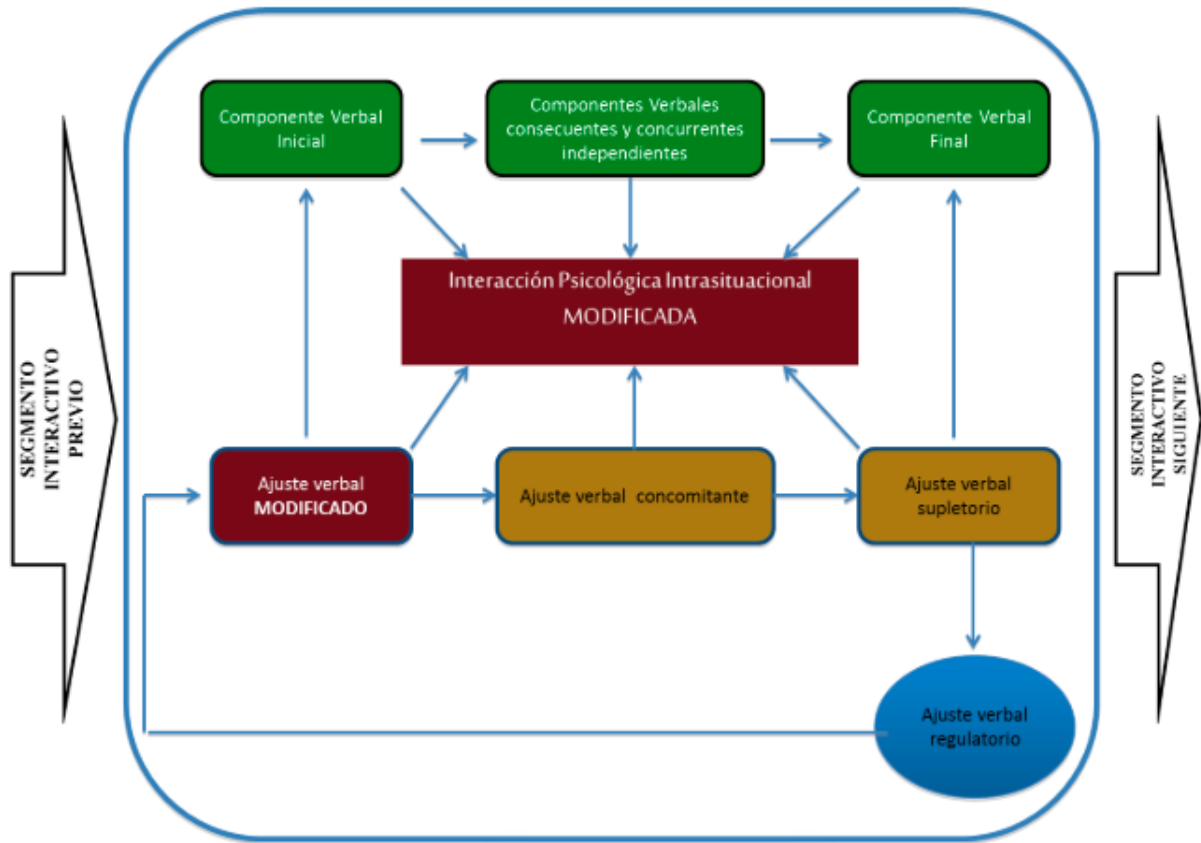 SEGMENTO
INTERACTIVO
PREVIO
Componente Verbal
Inicial
Componentes Verbales
consecuentes y concurrentes
independientes
Componente Verbal
Final
Interacción Psicológica Intrasituacional
MODIFICADA
Ajuste verbal
MODIFICADO
Ajuste verbal concomitante
Ajuste verbal
supletorio
Ajuste verbal
regulatorio
SEGMENTO
INTERACTIVO
SIGUIENTE